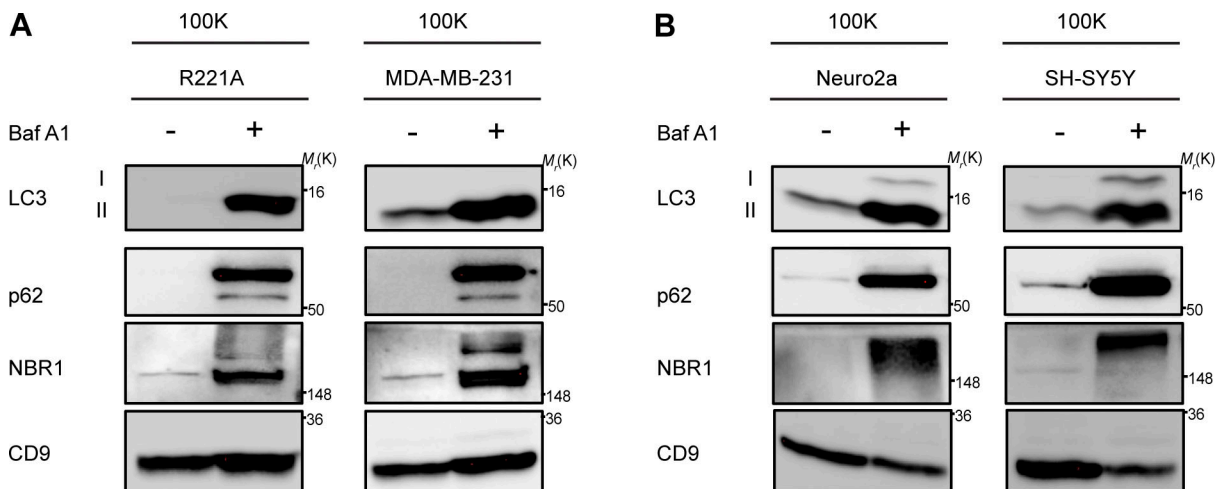 A
100K
100K
R221A
MDA-MB-231
Baf A1
-
+
-
+
Mr(K)
Mr(K)
LC3
I
II
16
16
p62
50
50
NBR1
148
148
CD9
36
36
B
100K
100K
Neuro2a
SH-SY5Y
Baf A1
-
+
-
+
Mr(K)
Mr(K)
LC3
I
II
16
16
p62
50
50
NBR1
148
148
CD9
36
36